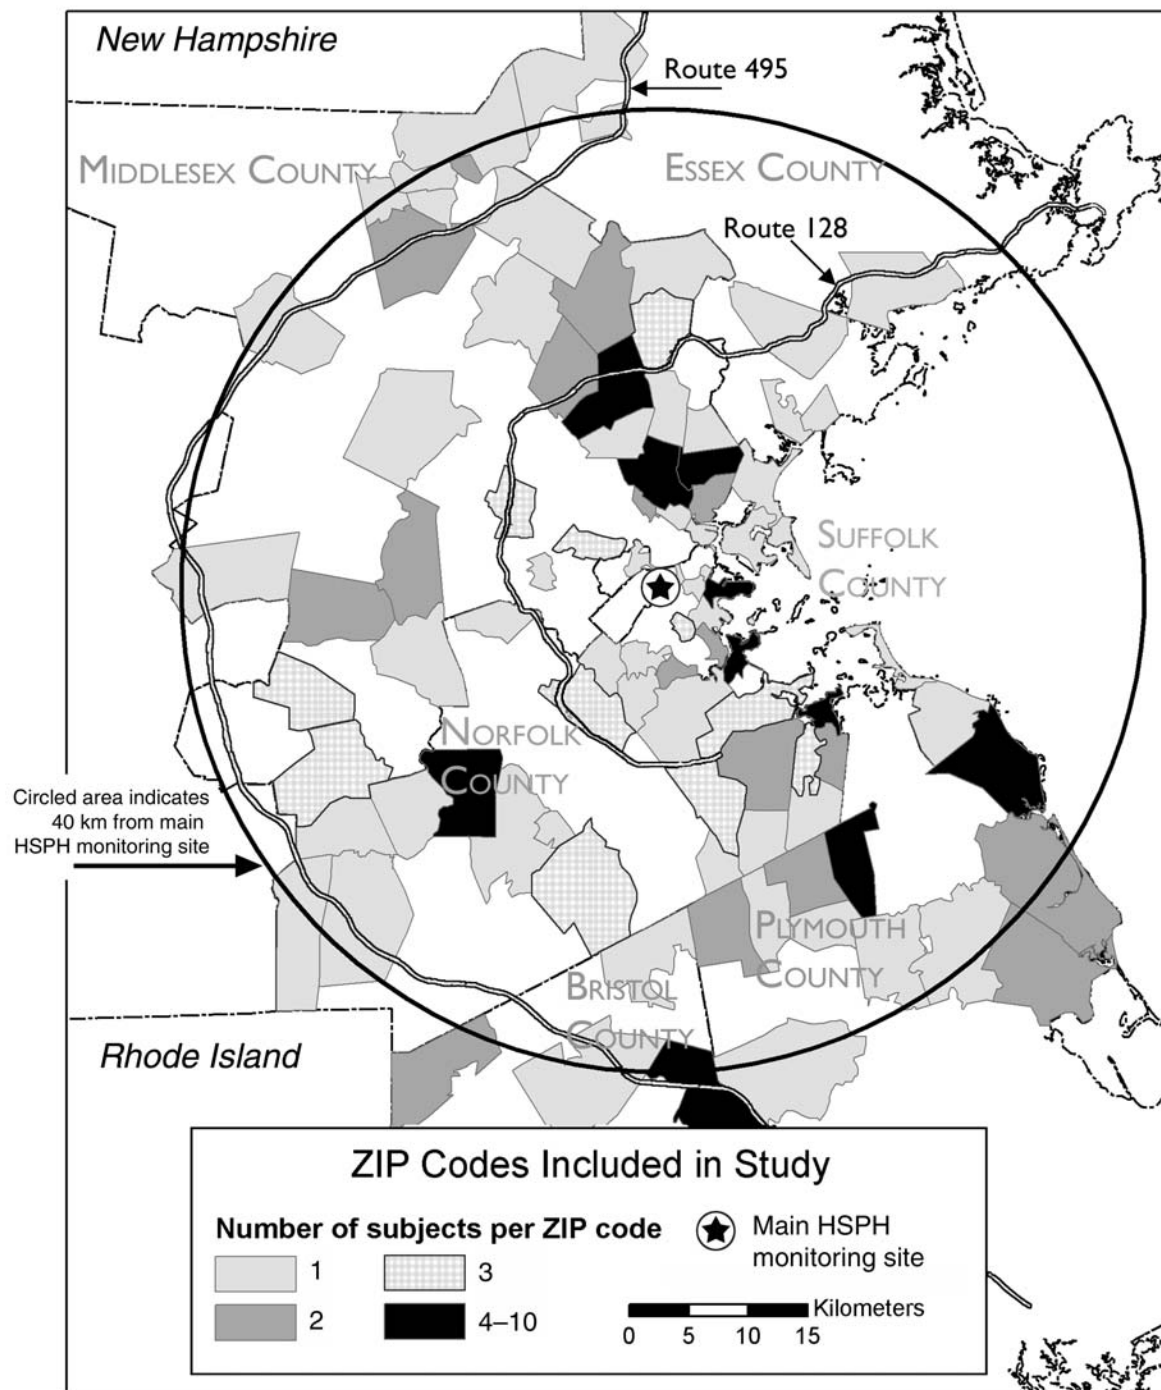 New Hampshire
Route 495
MIDDLESEX COUNTY
ESSEX COUNTY
Route 128
SUFFOLK
COUNTY
NORFOLK
COUNTY
Circled area indicates
40 km from main
HSPH monitoring site
PLYMOUTH
COUNTY
BRISTOL
COUNTY
Rhode Island
ZIP Codes Included in Study
Number of subjects per ZIP code
1
3
2
4–10
Main HSPH
monitoring site
Kilometers
0 5 10 15